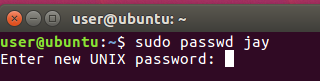 user@ubuntu: ~
user@ubuntu:~$ sudo passwd jay
Enter new UNIX password: